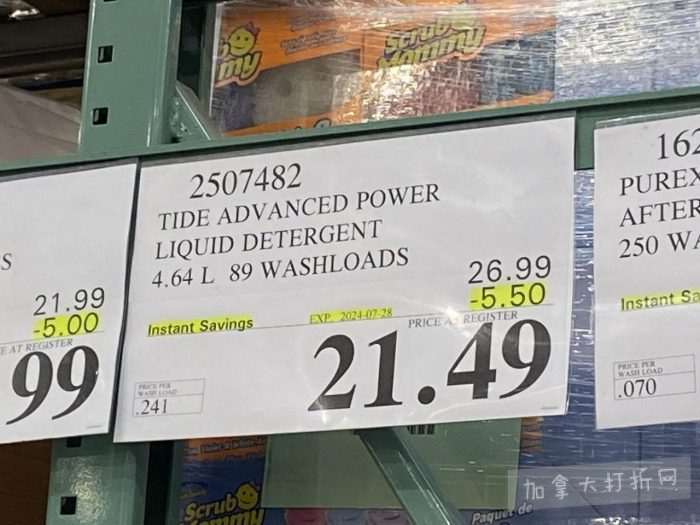 Scrub
Mommy
my
S
21.99
-5.00
E AT REGISTER
99
2507482
TIDE ADVANCED POWER
LIQUID DETERGENT
4.64 L 89 WASHLOADS
26.99
-5.50
Instant Savings
EXP. 2024-07-28
PRICE AT REGISTER
21.49
PRICE PER
WASH LOAD
.241
162
PUREX
AFTER
250 WA
Instant Sa
PRICE PER
WASH LOAD
.070
Scrub
Mommy
Paquet de
加拿大打折网